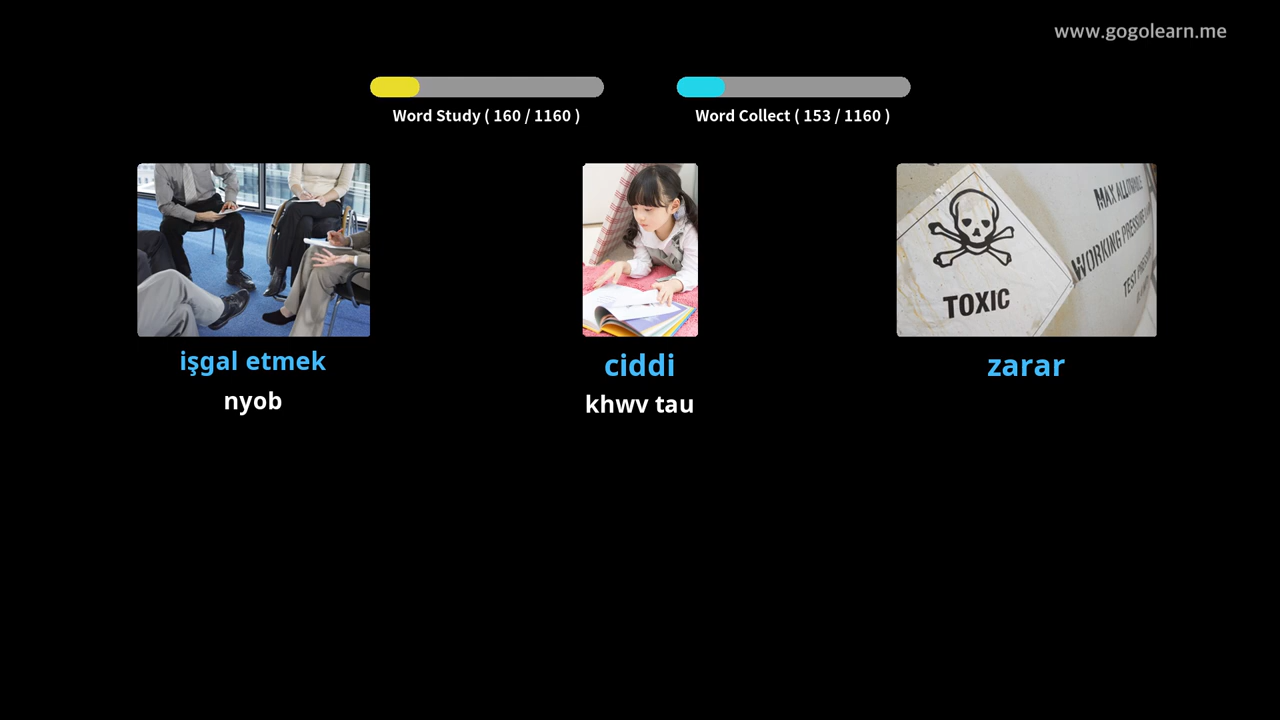 www.gogolearn.me
Word Study ( 160 / 1160 )
Word Collect ( 153 / 1160 )
TOXIC
MAX ALLOWABLE
WORKING PRESSURE
TEST
işgal etmek
nyob
ciddi
khwv tau
zarar